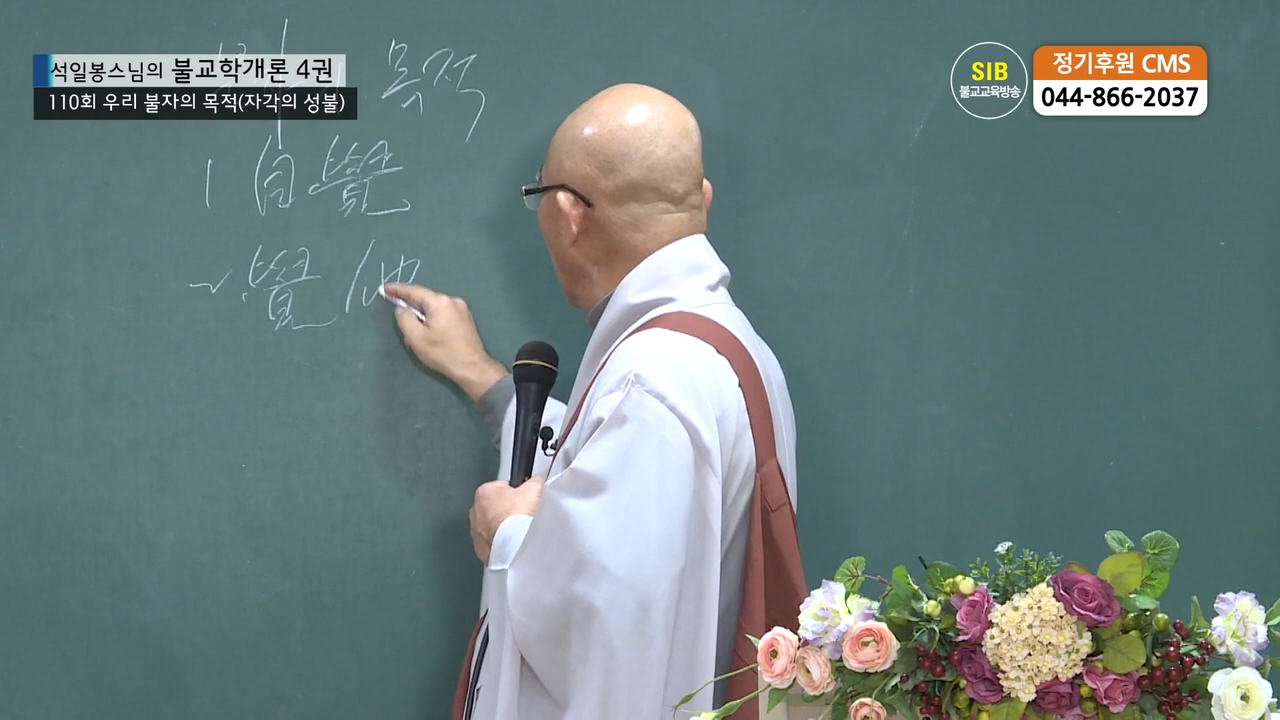 석일봉스님의 불교학개론 4권
110회 우리 불자의 목적(자각의 성불)
SIB
불교교육방송
정기후원 CMS
044-866-2037
목적
1 自覺
2 覺他